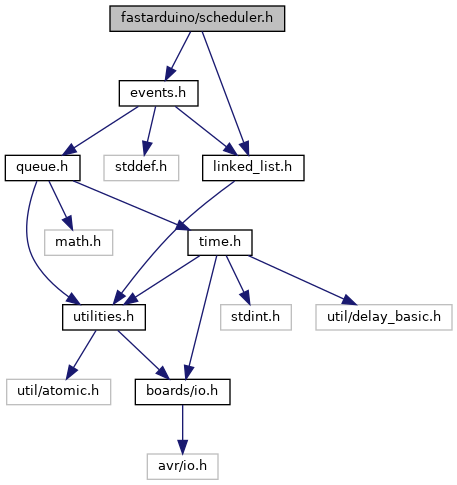 fastarduino/scheduler.h
events.h
queue.h
stddef.h
linked_list.h
math.h
time.h
utilities.h
stdint.h
util/delay_basic.h
util/atomic.h
boards/io.h
avr/io.h